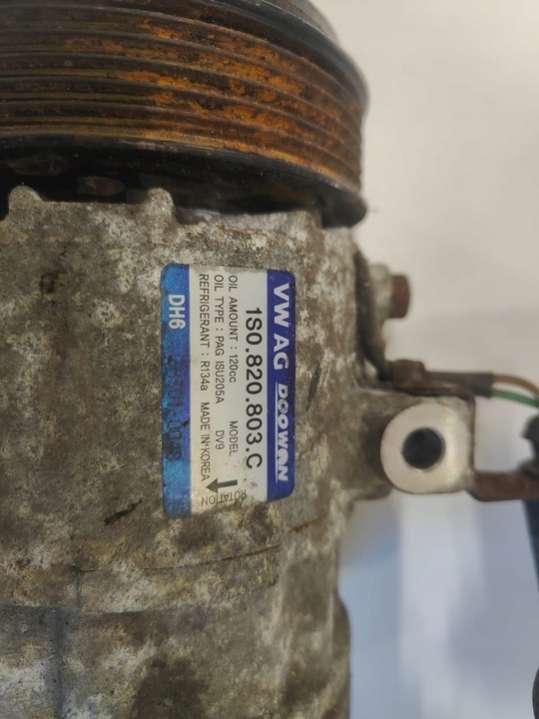 VW AG DOOWON
1S0.820.803.C
OIL AMOUNT : 120cc MODEL
OIL TYPE : PAG ISU205A DV9
REFRIGERANT : R134a MADE IN KOREA
ROTATION
DH6